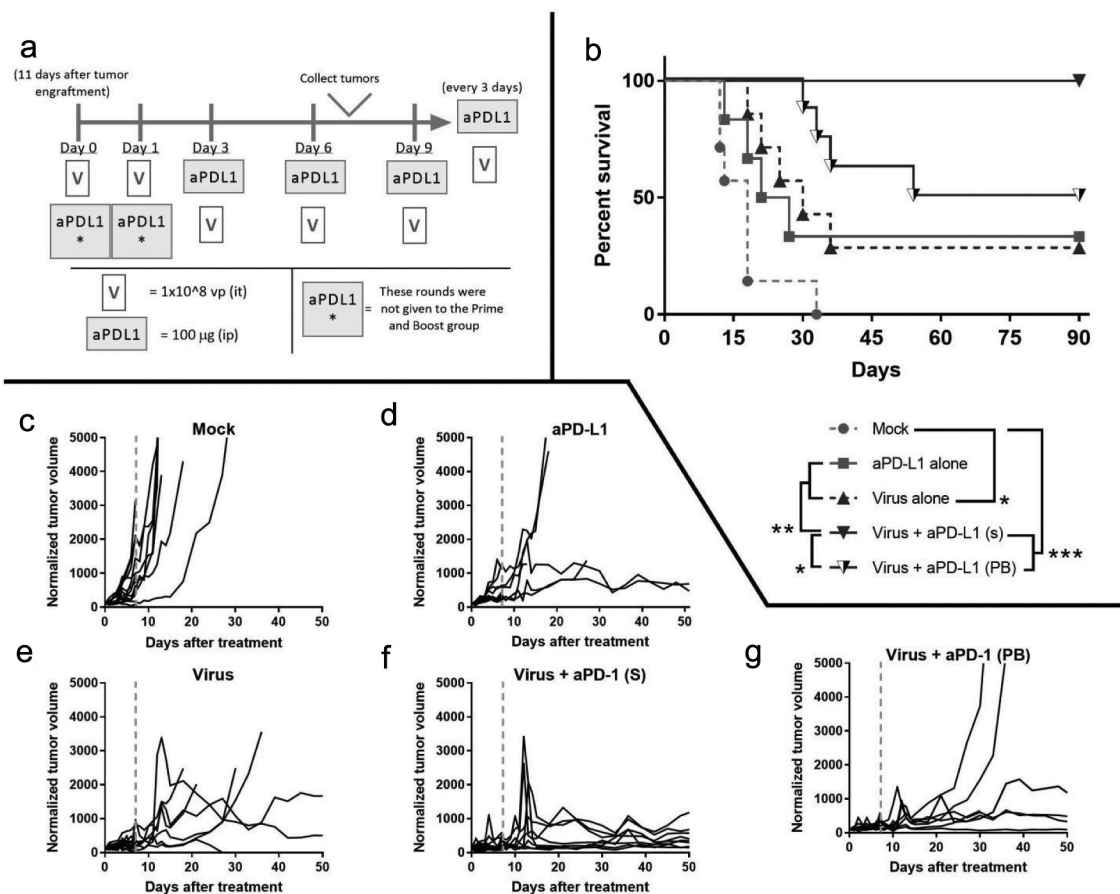 a
(11 days after tumor
engraftment)
Collect tumors
(every 3 days)
aPDL1
Day 0
Day 1
Day 3
Day 6
Day 9
V
V
aPDL1
aPDL1
aPDL1
V
aPDL1
*
aPDL1
*
V
V
V
V
= 1x10^8 vp (it)
aPDL1
= 100 µg (ip)
aPDL1
*
= These rounds were
not given to the Prime
and Boost group
b
Percent survival
100
50
0
0
15
30
45
60
75
90
Days
Mock
aPD-L1 alone
Virus alone
Virus + aPD-L1 (s)
Virus + aPD-L1 (PB)
*
**
*
***
c
Mock
Normalized tumor volume
5000
4000
3000
2000
1000
0
0
10
20
30
40
50
Days after treatment
d
aPD-L1
Normalized tumor volume
5000
4000
3000
2000
1000
0
0
10
20
30
40
50
Days after treatment
e
Virus
Normalized tumor volume
5000
4000
3000
2000
1000
0
0
10
20
30
40
50
Days after treatment
f
Virus + aPD-1 (S)
Normalized tumor volume
5000
4000
3000
2000
1000
0
0
10
20
30
40
50
Days after treatment
g
Virus + aPD-1 (PB)
Normalized tumor volume
5000
4000
3000
2000
1000
0
0
10
20
30
40
50
Days after treatment